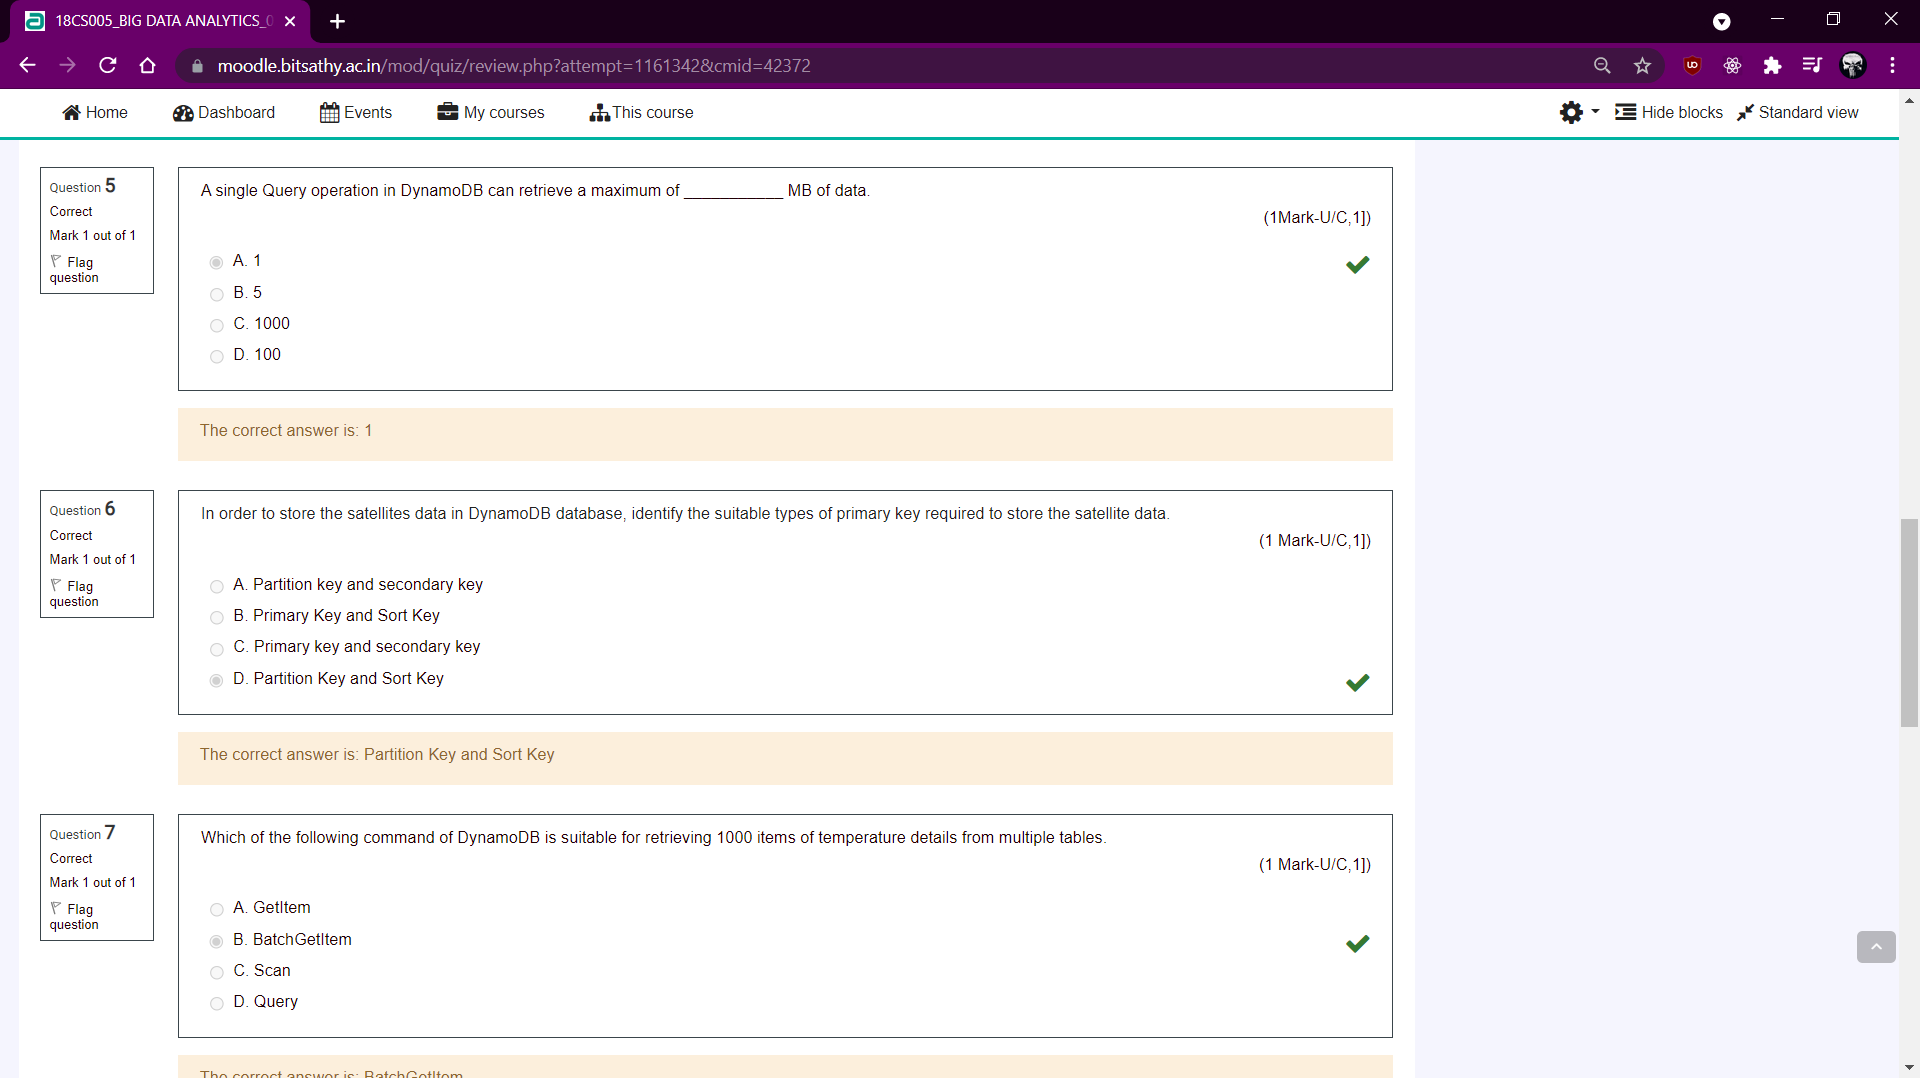 18CS005_BIG DATA ANALYTICS_0
moodle.bitsathy.ac.in/mod/quiz/review.php?attempt=1161342&cmid=42372
Home Dashboard Events My courses This course Hide blocks Standard view
Question 5
Correct
Mark 1 out of 1
Flag question
A single Query operation in DynamoDB can retrieve a maximum of ____________ MB of data.
(1Mark-U/C,1])
A. 1
B. 5
C. 1000
D. 100
The correct answer is: 1
Question 6
Correct
Mark 1 out of 1
Flag question
In order to store the satellites data in DynamoDB database, identify the suitable types of primary key required to store the satellite data.
(1 Mark-U/C,1])
A. Partition key and secondary key
B. Primary Key and Sort Key
C. Primary key and secondary key
D. Partition Key and Sort Key
The correct answer is: Partition Key and Sort Key
Question 7
Correct
Mark 1 out of 1
Flag question
Which of the following command of DynamoDB is suitable for retrieving 1000 items of temperature details from multiple tables.
(1 Mark-U/C,1])
A. GetItem
B. BatchGetItem
C. Scan
D. Query
The correct answer is: BatchGetItem